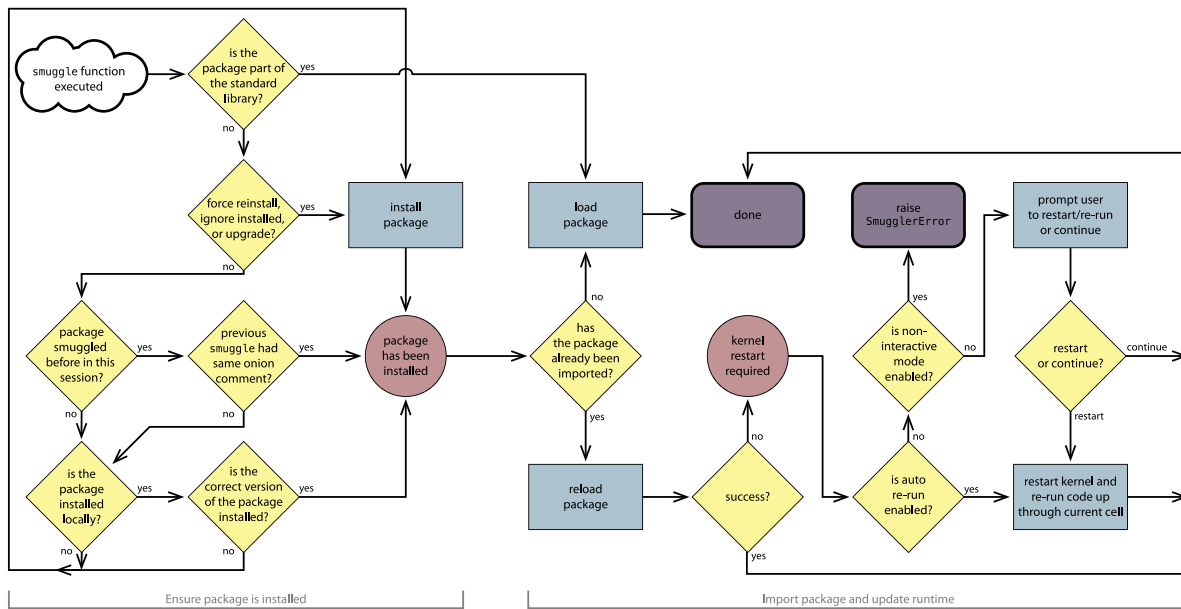 smuggle function
executed
is the
package part of
the standard
library?
yes
no
force reinstall,
ignore installed,
or upgrade?
yes
no
install
package
load
package
done
raise
SmugglerError
prompt user
to restart/re-run
or continue
package
smuggled
before in this
session?
yes
no
previous
smuggle had
same onion
comment?
yes
no
package
has been
installed
has
the package
already been
imported?
no
yes
kernel
restart
required
is non-
interactive
mode
enabled?
yes
no
restart
or continue?
continue
restart
is the
package
installed
locally?
yes
no
is the
correct version
of the package
installed?
yes
no
reload
package
success?
no
yes
is auto
re-run
enabled?
no
yes
restart kernel and
re-run code up
through current cell
Ensure package is installed
Import package and update runtime